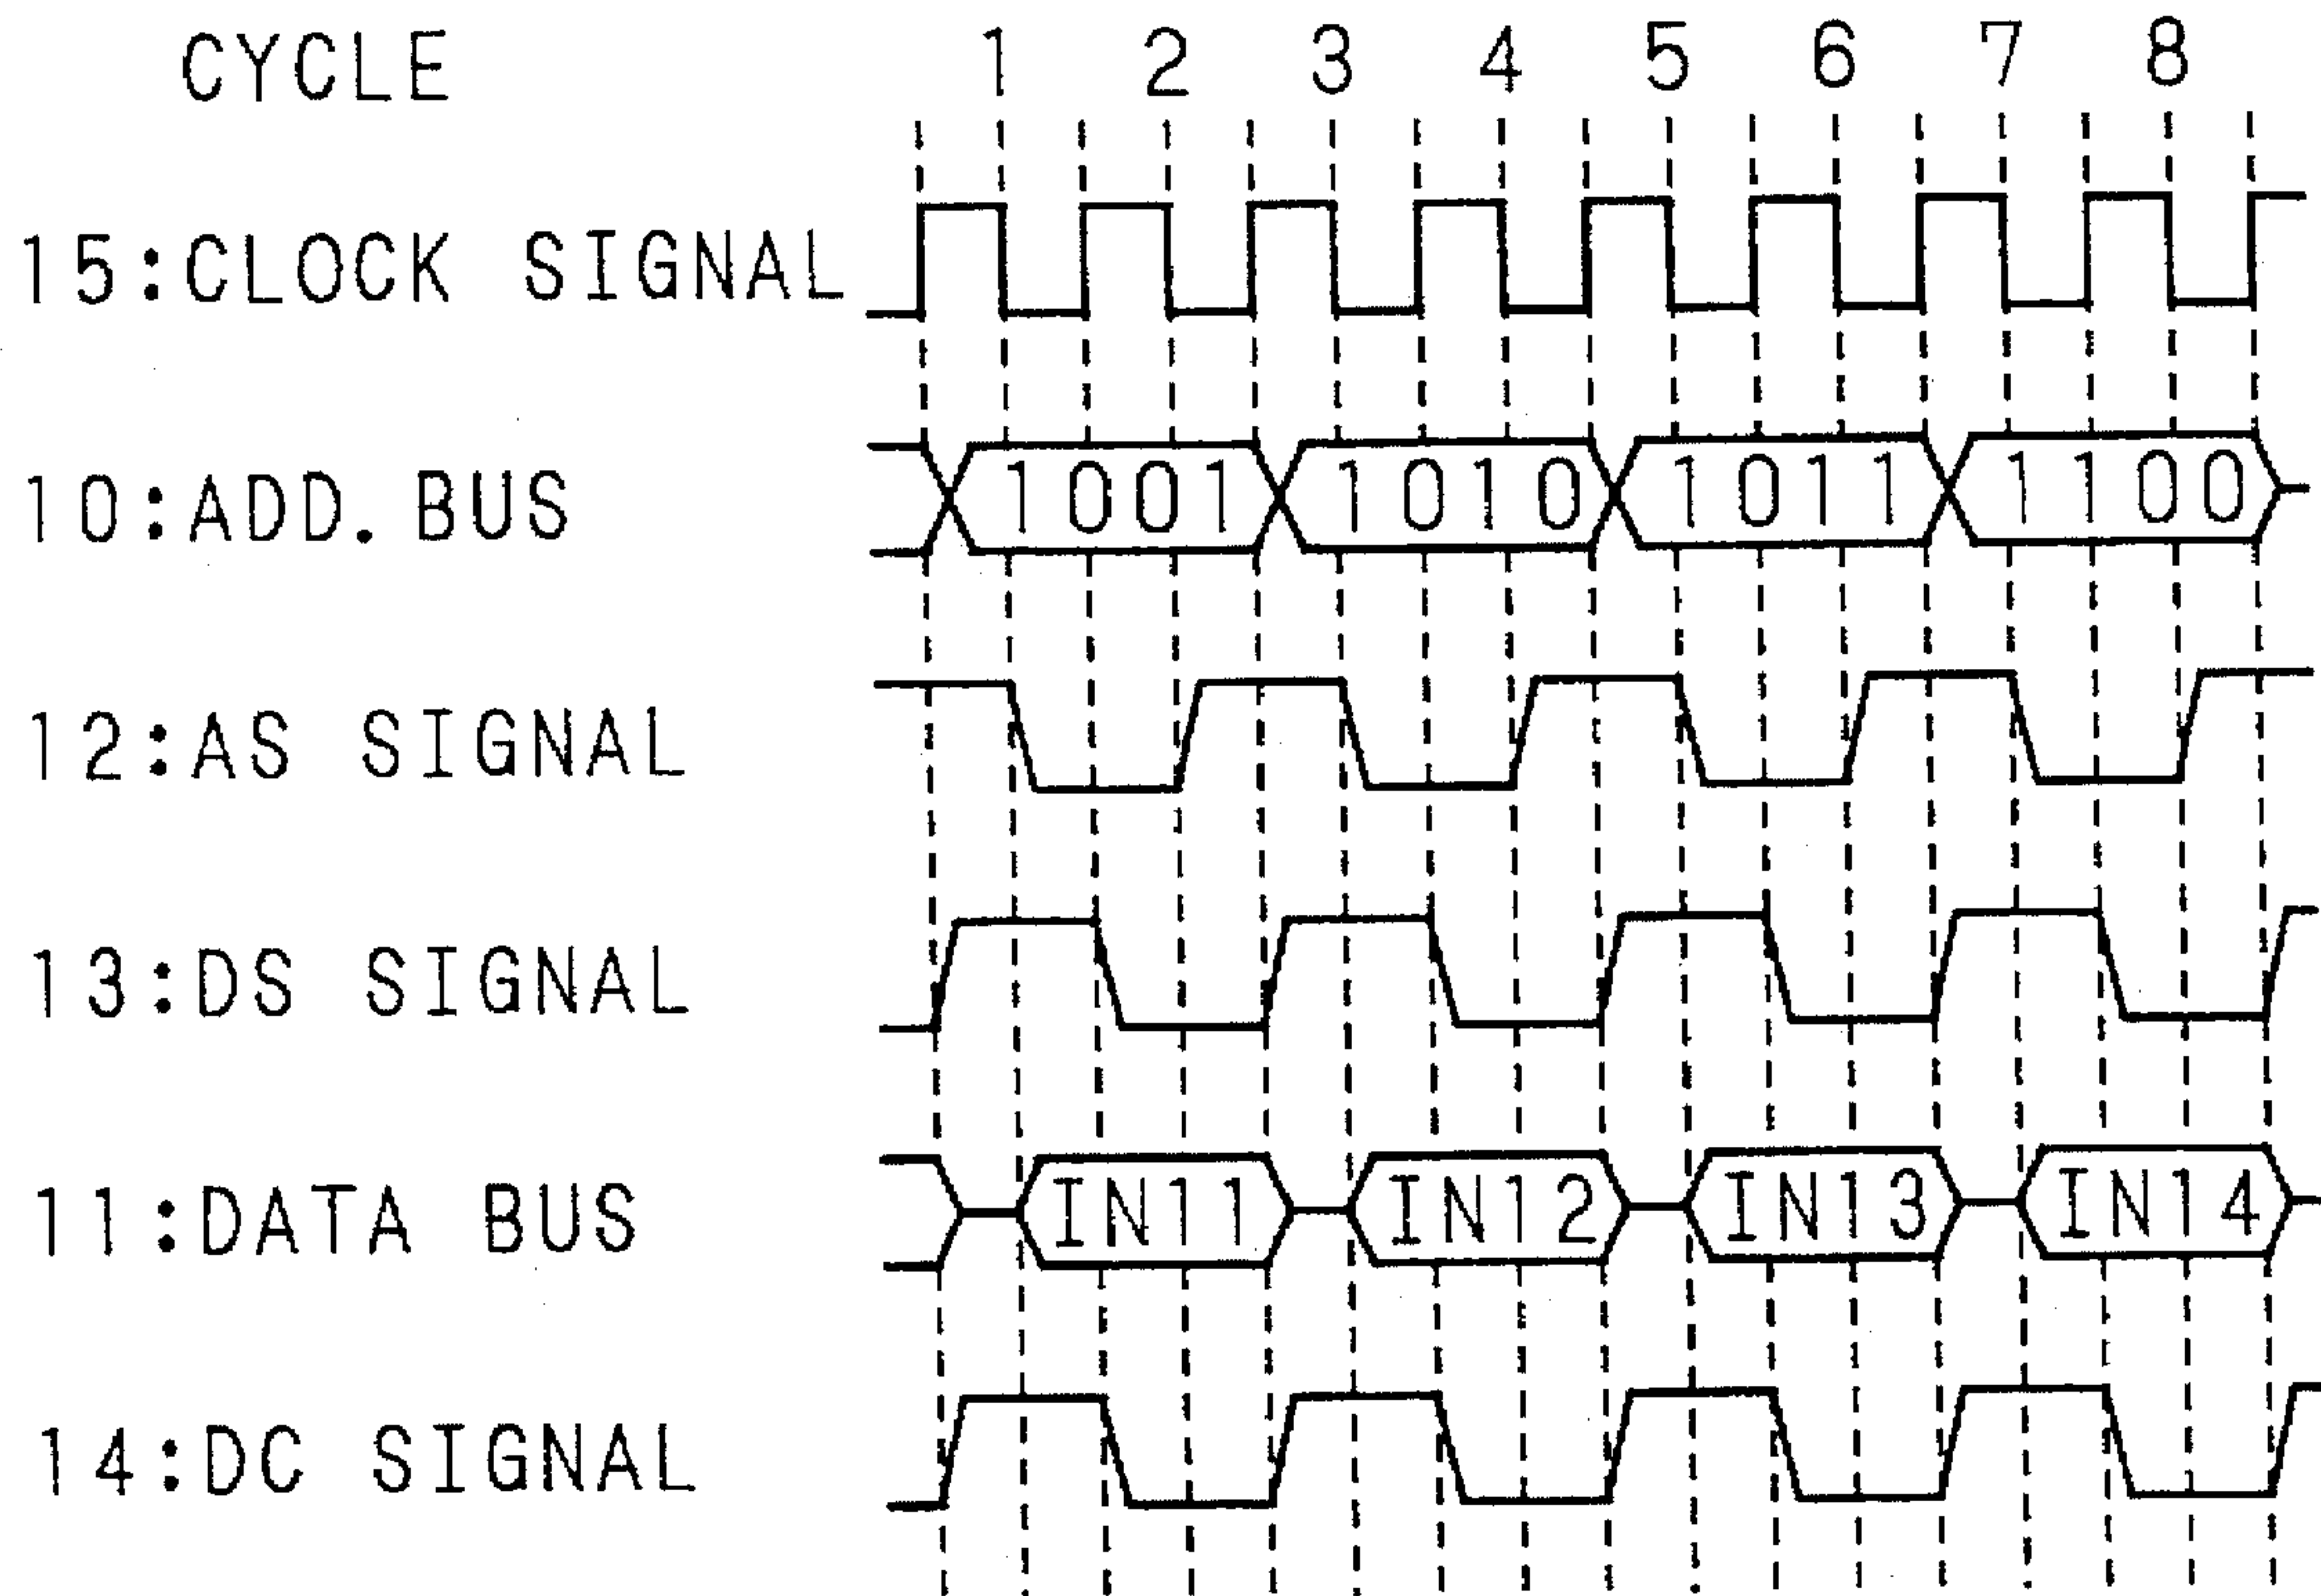 CYCLE 1 2 3 4 5 6 7 8
15:CLOCK SIGNAL
10:ADD. BUS 1001 1010 1011 1100
12:AS SIGNAL
13:DS SIGNAL
11:DATA BUS IN11 IN12 IN13 IN14
14:DC SIGNAL